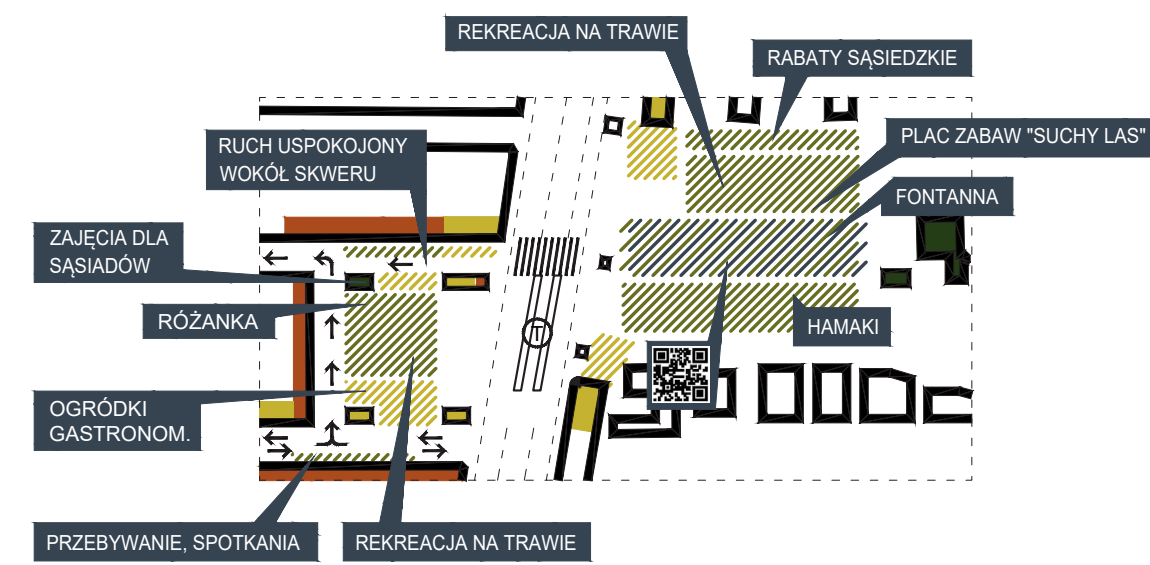 REKREACJA NA TRAWIE
RABATY SĄSIEDZKIE
RUCH USPOKOJONY
WOKÓŁ SKWERU
PLAC ZABAW "SUCHY LAS"
FONTANNA
ZAJĘCIA DLA
SĄSIADÓW
RÓŻANKA
HAMAKI
T
OGRÓDKI
GASTRONOM.
PRZEBYWANIE, SPOTKANIA
REKREACJA NA TRAWIE